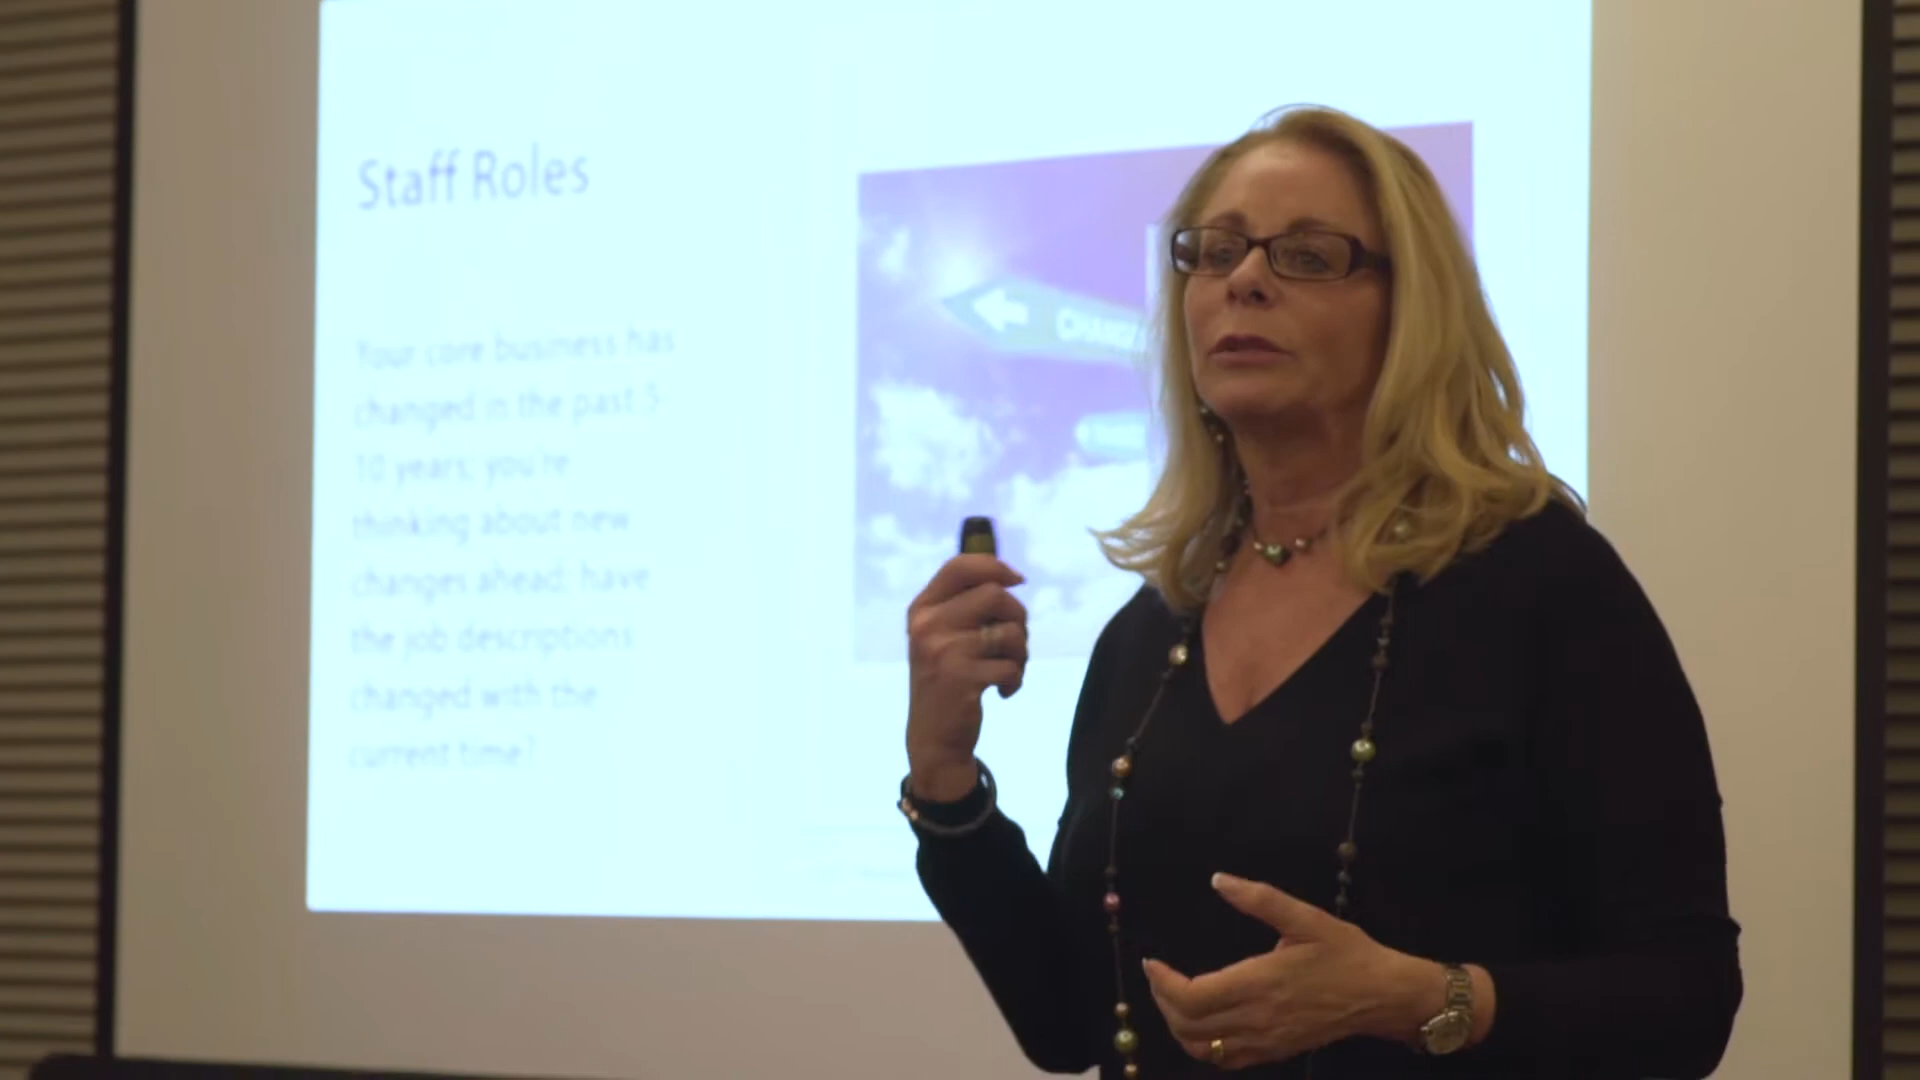 Staff Roles
Your core business has
changed in the past 5
10 years; you're
thinking about new
changes ahead; have
the job descriptions
changed with the
current time?